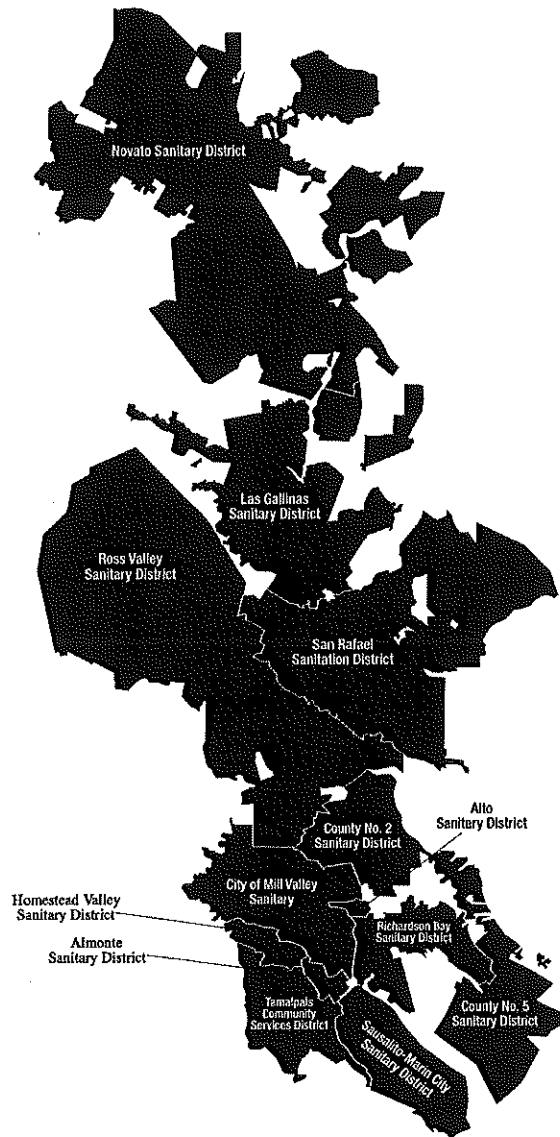 Novato Sanitary District
Las Gallinas
Sanitary District
Ross Valley
Sanitary District
San Rafael
Sanitation District
Alto
Sanitary District
County No. 2
Sanitary District
City of Mill Valley
Sanitary
Homestead Valley
Sanitary District
Richardson Bay
Sanitary District
Almonte
Sanitary District
Tamalpais
Community
Services District
County No. 5
Sanitary District
Sausalito-Marin City
Sanitary District